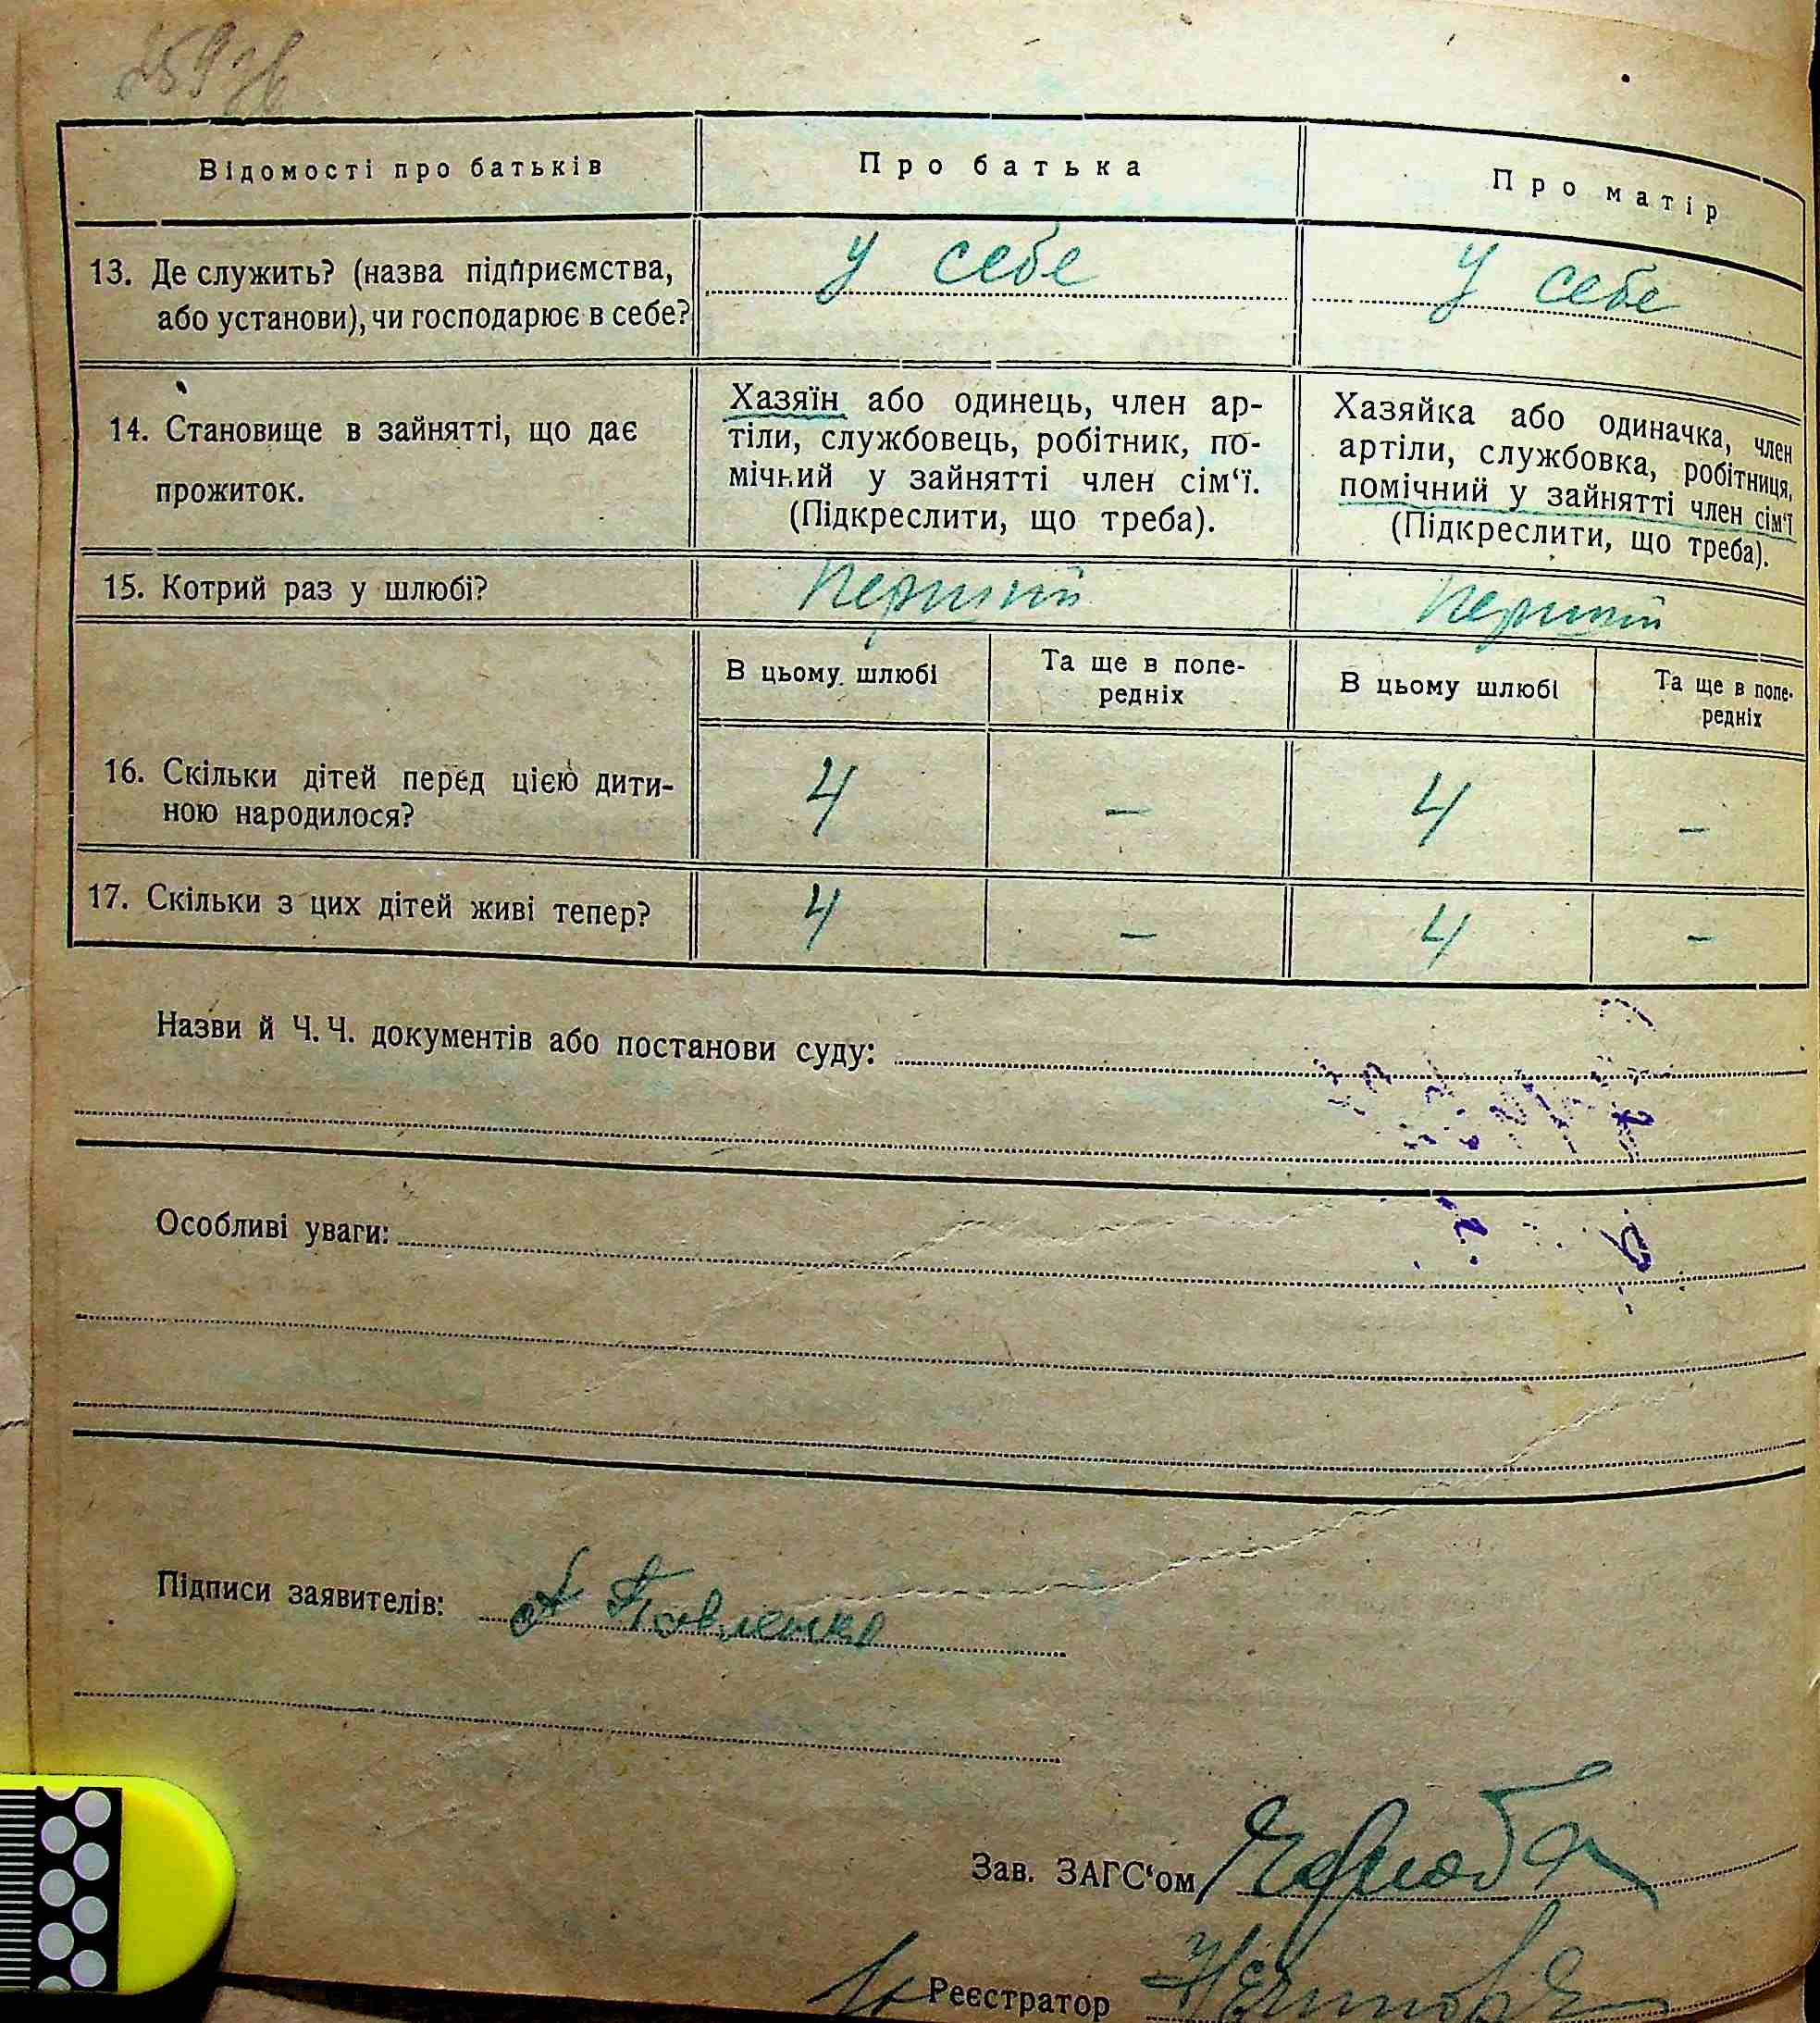 259 зв
Відомості про батьків
Про батька
Про матір
13. Де служить? (назва підприємства,
або установи), чи господарює в себе?
у себе
У себе
14. Становище в зайнятті, що дає
прожиток.
Хазяїн або одинець, член ар-
тіли, службовець, робітник, по-
мічний у зайнятті член сім‘ї.
(Підкреслити, що треба).
Хазяйка або одиначка, член
артіли, службовка, робітниця,
помічний у зайнятті член сім‘ї
(Підкреслити, що треба).
15. Котрий раз у шлюбі?
перший
перший
В цьому шлюбі
Та ще в попе-
редніх
В цьому шлюбі
Та ще в попе-
редніх
16. Скільки дітей перед цією дити-
ною народилося?
4
–
4
–
17. Скільки з цих дітей живі тепер?
4
–
4
–
Назви й Ч. Ч. документів або постанови суду:
Особливі уваги:
Підписи заявителів:
Зав. ЗАГС‘ом
Реєстратор